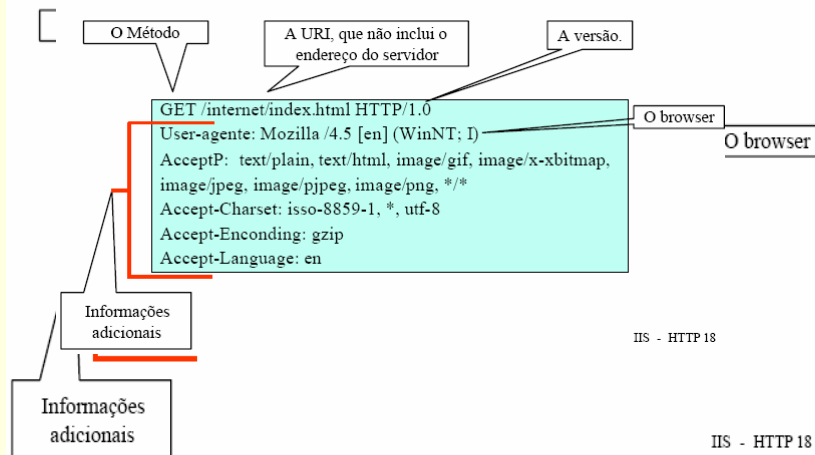 O Método
A URI, que não inclui o
endereço do servidor
A versão.
GET /internet/index.html HTTP/1.0
User-agente: Mozilla /4.5 [en] (WinNT; I)
O browser
O browser
AcceptP: text/plain, text/html, image/gif, image/x-xbitmap,
image/jpeg, image/pjpeg, image/png, */*
Accept-Charset: isso-8859-1, *, utf-8
Accept-Enconding: gzip
Accept-Language: en
Informações
adicionais
IIS - HTTP 18
Informações
adicionais
IIS - HTTP 18